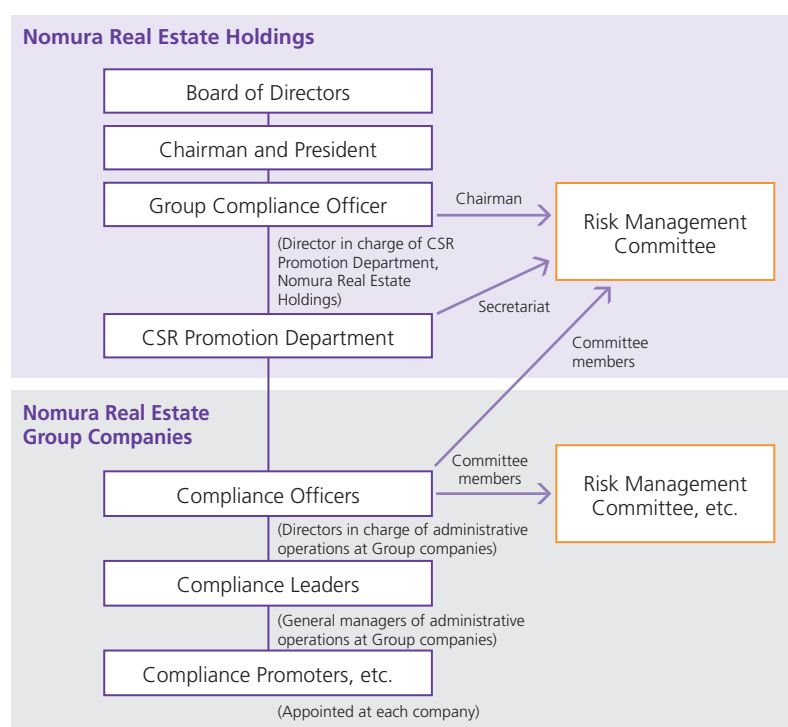 Nomura Real Estate Holdings
Board of Directors
Chairman and President
Group Compliance Officer
Chairman
Risk Management
Committee
(Director in charge of CSR
Promotion Department,
Nomura Real Estate
Holdings)
Secretariat
CSR Promotion Department
Committee
members
Nomura Real Estate
Group Companies
Committee
members
Compliance Officers
Risk Management
Committee, etc.
(Directors in charge of administrative
operations at Group companies)
Compliance Leaders
(General managers of administrative
operations at Group companies)
Compliance Promoters, etc.
(Appointed at each company)